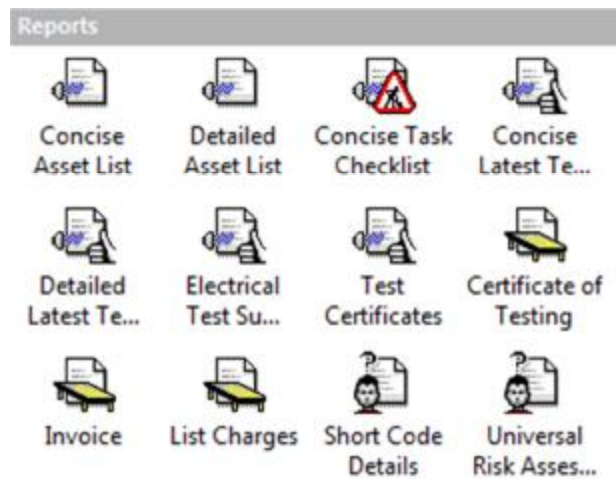 Reports
Concise Detailed Concise Task Concise
Asset List Asset List Checklist Latest Te...
Detailed Electrical Test Certificate of
Latest Te... Test Su... Certificates Testing
Invoice List Charges Short Code Universal
Details Risk Asses...